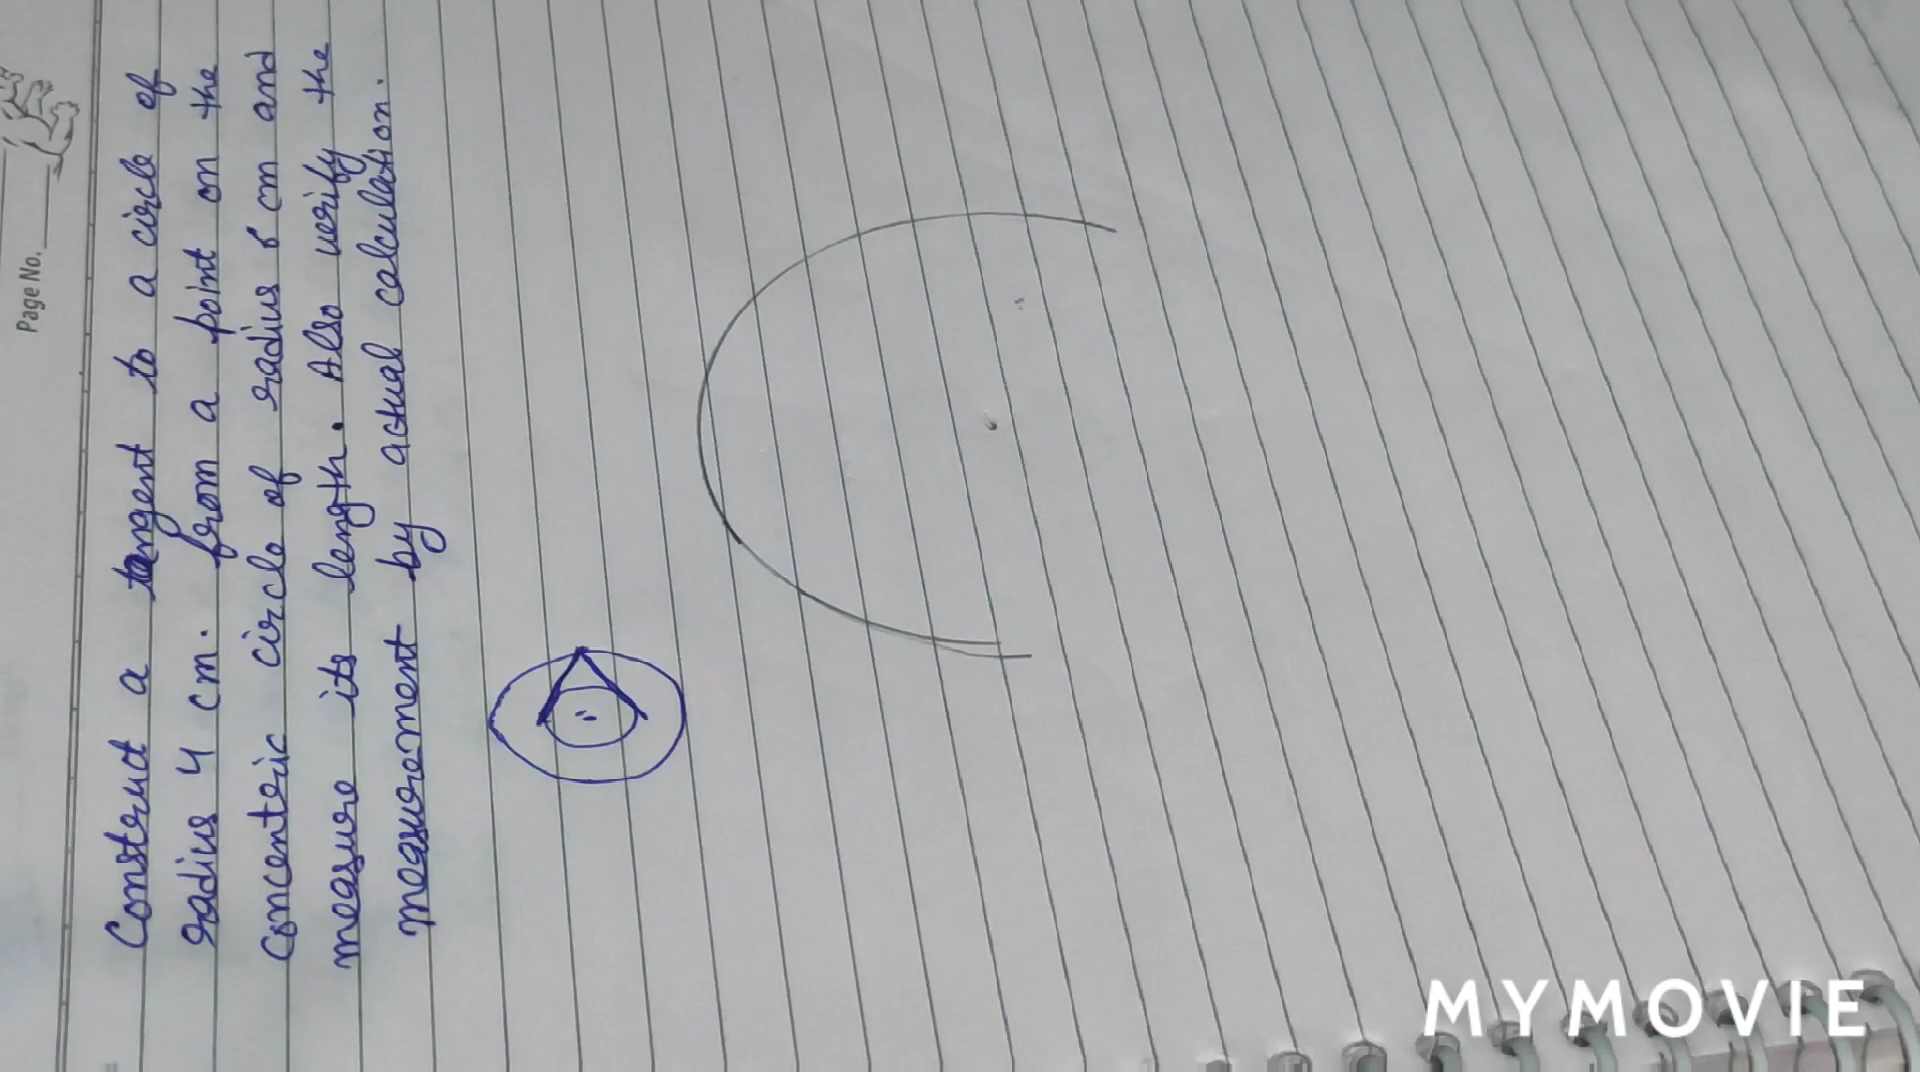 Page No.
Construct a tangent to a circle of
radius 4 cm. from a point on the
concenteric circle of radius 6 cm and
measure its length. Also verify the
measurement by actual calculation.
MYMOVIE